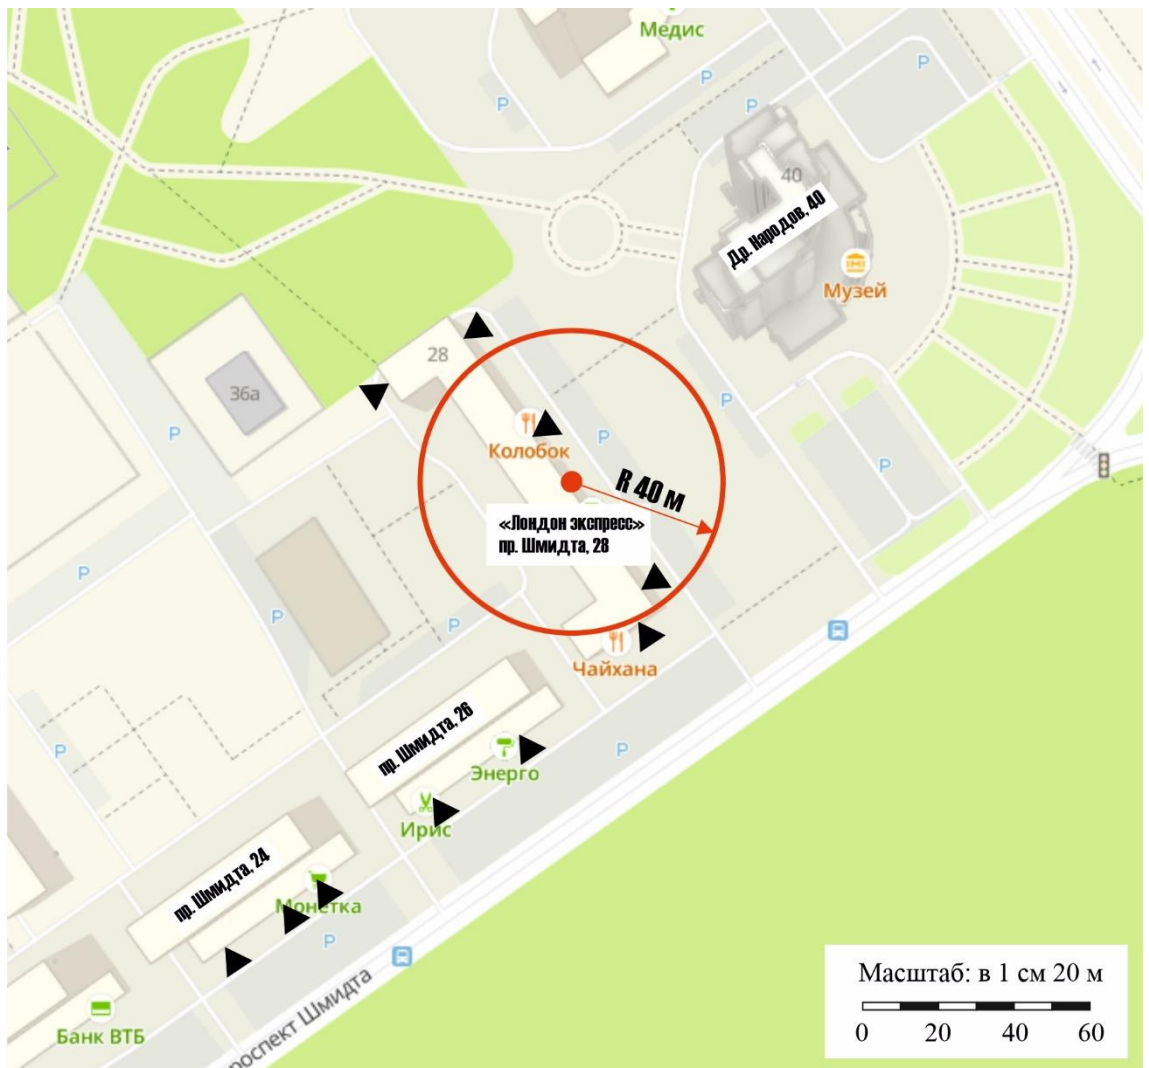 Медис
P
P
P
P
40
Др. Народов, 40
Музей
28
36а
P
P
P
Колобок
P
R 40 м
«Лондон экспресс»
пр. Шмидта, 28
P
P
P
Чайхана
пр. Шмидта, 26
P
P
Энерго
Ирис
пр. Шмидта, 24
Монетка
P
Масштаб: в 1 см 20 м
0 20 40 60
Банк ВТБ
роспект Шмидта